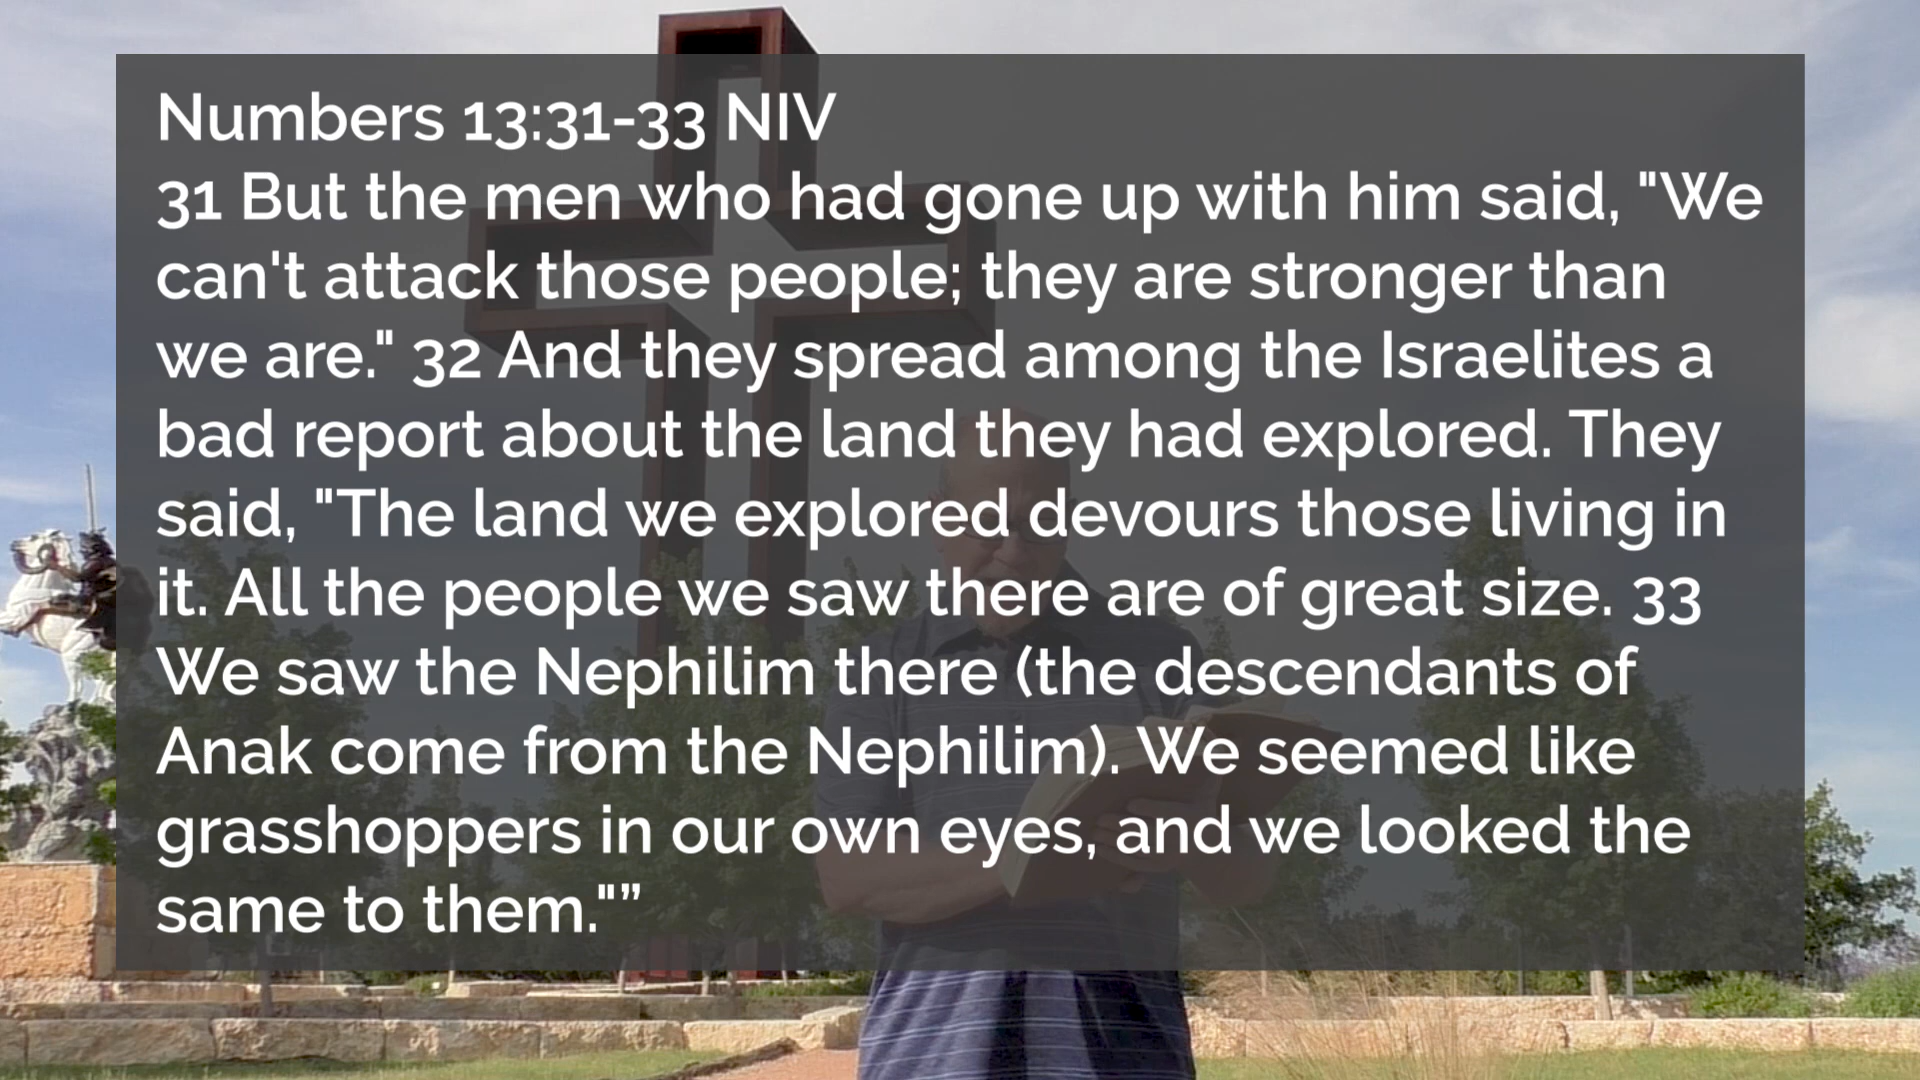 Numbers 13:31-33 NIV
31 But the men who had gone up with him said, "We
can't attack those people; they are stronger than
we are." 32 And they spread among the Israelites a
bad report about the land they had explored. They
said, "The land we explored devours those living in
it. All the people we saw there are of great size. 33
We saw the Nephilim there (the descendants of
Anak come from the Nephilim). We seemed like
grasshoppers in our own eyes, and we looked the
same to them."”